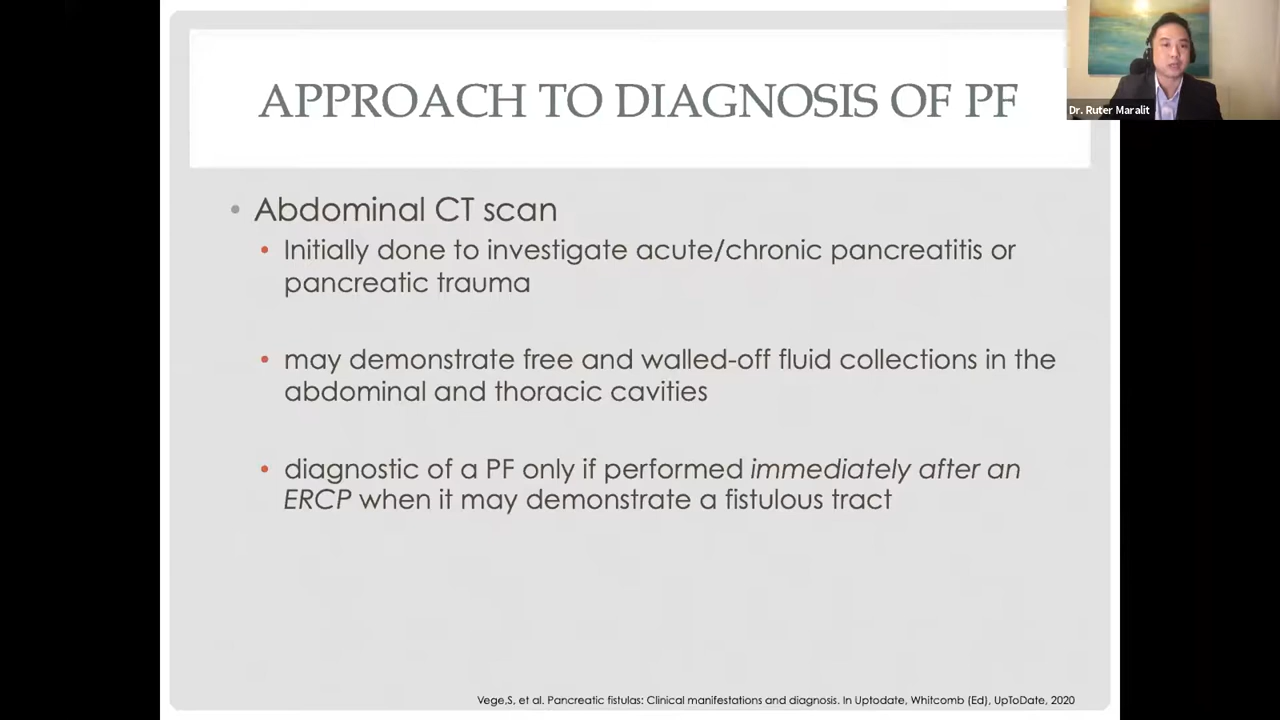 APPROACH TO DIAGNOSIS OF PF
Dr. Ruter Maralit
• Abdominal CT scan
• Initially done to investigate acute/chronic pancreatitis or
pancreatic trauma
• may demonstrate free and walled-off fluid collections in the
abdominal and thoracic cavities
• diagnostic of a PF only if performed immediately after an
ERCP when it may demonstrate a fistulous tract
Vege,S, et al. Pancreatic fistulas: Clinical manifestations and diagnosis. In Uptodate, Whitcomb (Ed), UpToDate, 2020